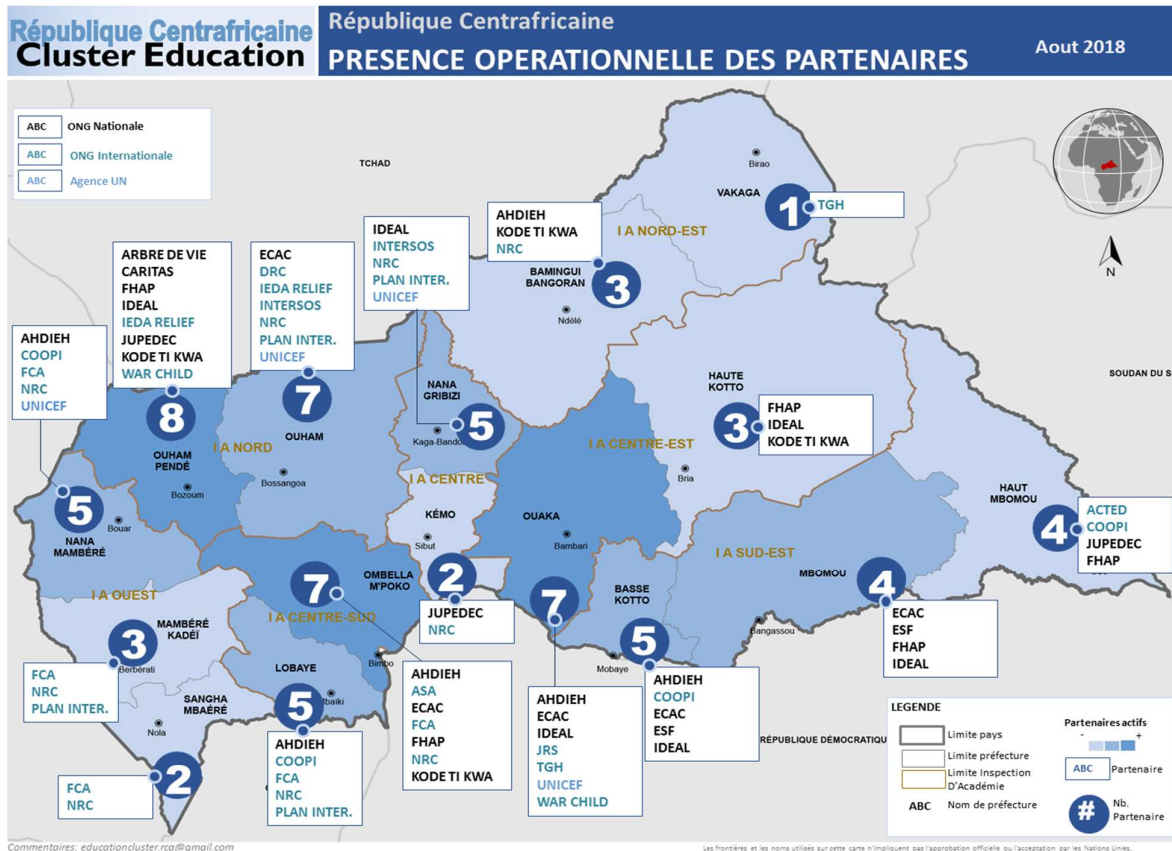 République Centrafricaine
Cluster Education
République Centrafricaine
PRESENCE OPERATIONNELLE DES PARTENAIRES
Aout 2018
ABC ONG Nationale
ABC ONG Internationale
ABC Agence UN
TCHAD
SOUDAN DU S
RÉPUBLIQUE DÉMOCRATIQU
N
Birao
VAKAGA
1
TGH
I A NORD-EST
AHDIEH
KODE TI KWA
NRC
BAMINGUI
BANGORAN
3
Ndélé
IDEAL
INTERSOS
NRC
PLAN INTER.
UNICEF
NANA
GRIBIZI
5
Kaga-Bando
ECAC
DRC
IEDA RELIEF
INTERSOS
NRC
PLAN INTER.
UNICEF
7
OUHAM
Bossangoa
I A NORD
ARBRE DE VIE
CARITAS
FHAP
IDEAL
IEDA RELIEF
JUPEDEC
KODE TI KWA
WAR CHILD
8
OUHAM
PENDÉ
Bozoum
AHDIEH
COOPI
FCA
NRC
UNICEF
5
Bouar
NANA
MAMBÉRÉ
HAUTE
KOTTO
3
FHAP
IDEAL
KODE TI KWA
Bria
I A CENTRE-EST
I A CENTRE
KÉMO
Sibut
2
JUPEDEC
NRC
OUAKA
Bambari
7
AHDIEH
ECAC
IDEAL
JRS
TGH
UNICEF
WAR CHILD
HAUT
MBOMOU
4
ACTED
COOPI
JUPEDEC
FHAP
I A SUD-EST
MBOMOU
4
Bangassou
ECAC
ESF
FHAP
IDEAL
BASSE
KOTTO
5
Mobaye
AHDIEH
COOPI
ECAC
ESF
IDEAL
OMBELLA
M'POKO
7
I A CENTRE-SUD
Bimbo
AHDIEH
ASA
ECAC
FCA
FHAP
NRC
KODE TI KWA
I A OUEST
MAMBÉRÉ
KADÉÏ
3
Berbérati
FCA
NRC
PLAN INTER.
LOBAYE
5
AHDIEH
COOPI
FCA
NRC
PLAN INTER.
SANGHA
MBAÉRÉ
Nola
2
FCA
NRC
LEGENDE
Limite pays
Limite préfecture
Limite Inspection
D'Académie
ABC Nom de préfecture
Partenaires actifs
- +
ABC Partenaire
# Nb.
Partenaire
Commentaires: educationcluster.rca@gmail.com
Les frontières et les noms utilisés sur cette carte n'impliquent pas l'approbation officielle ou l'acceptation par les Nations Unies.